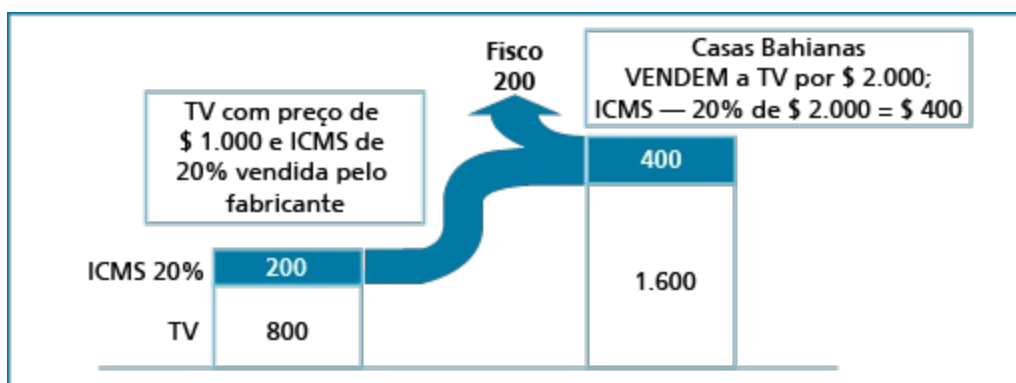 Fisco
200
Casas Bahianas
VENDEM a TV por $ 2.000;
ICMS — 20% de $ 2.000 = $ 400
TV com preço de
$ 1.000 e ICMS de
20% vendida pelo
fabricante
400
ICMS 20%
200
1.600
TV
800